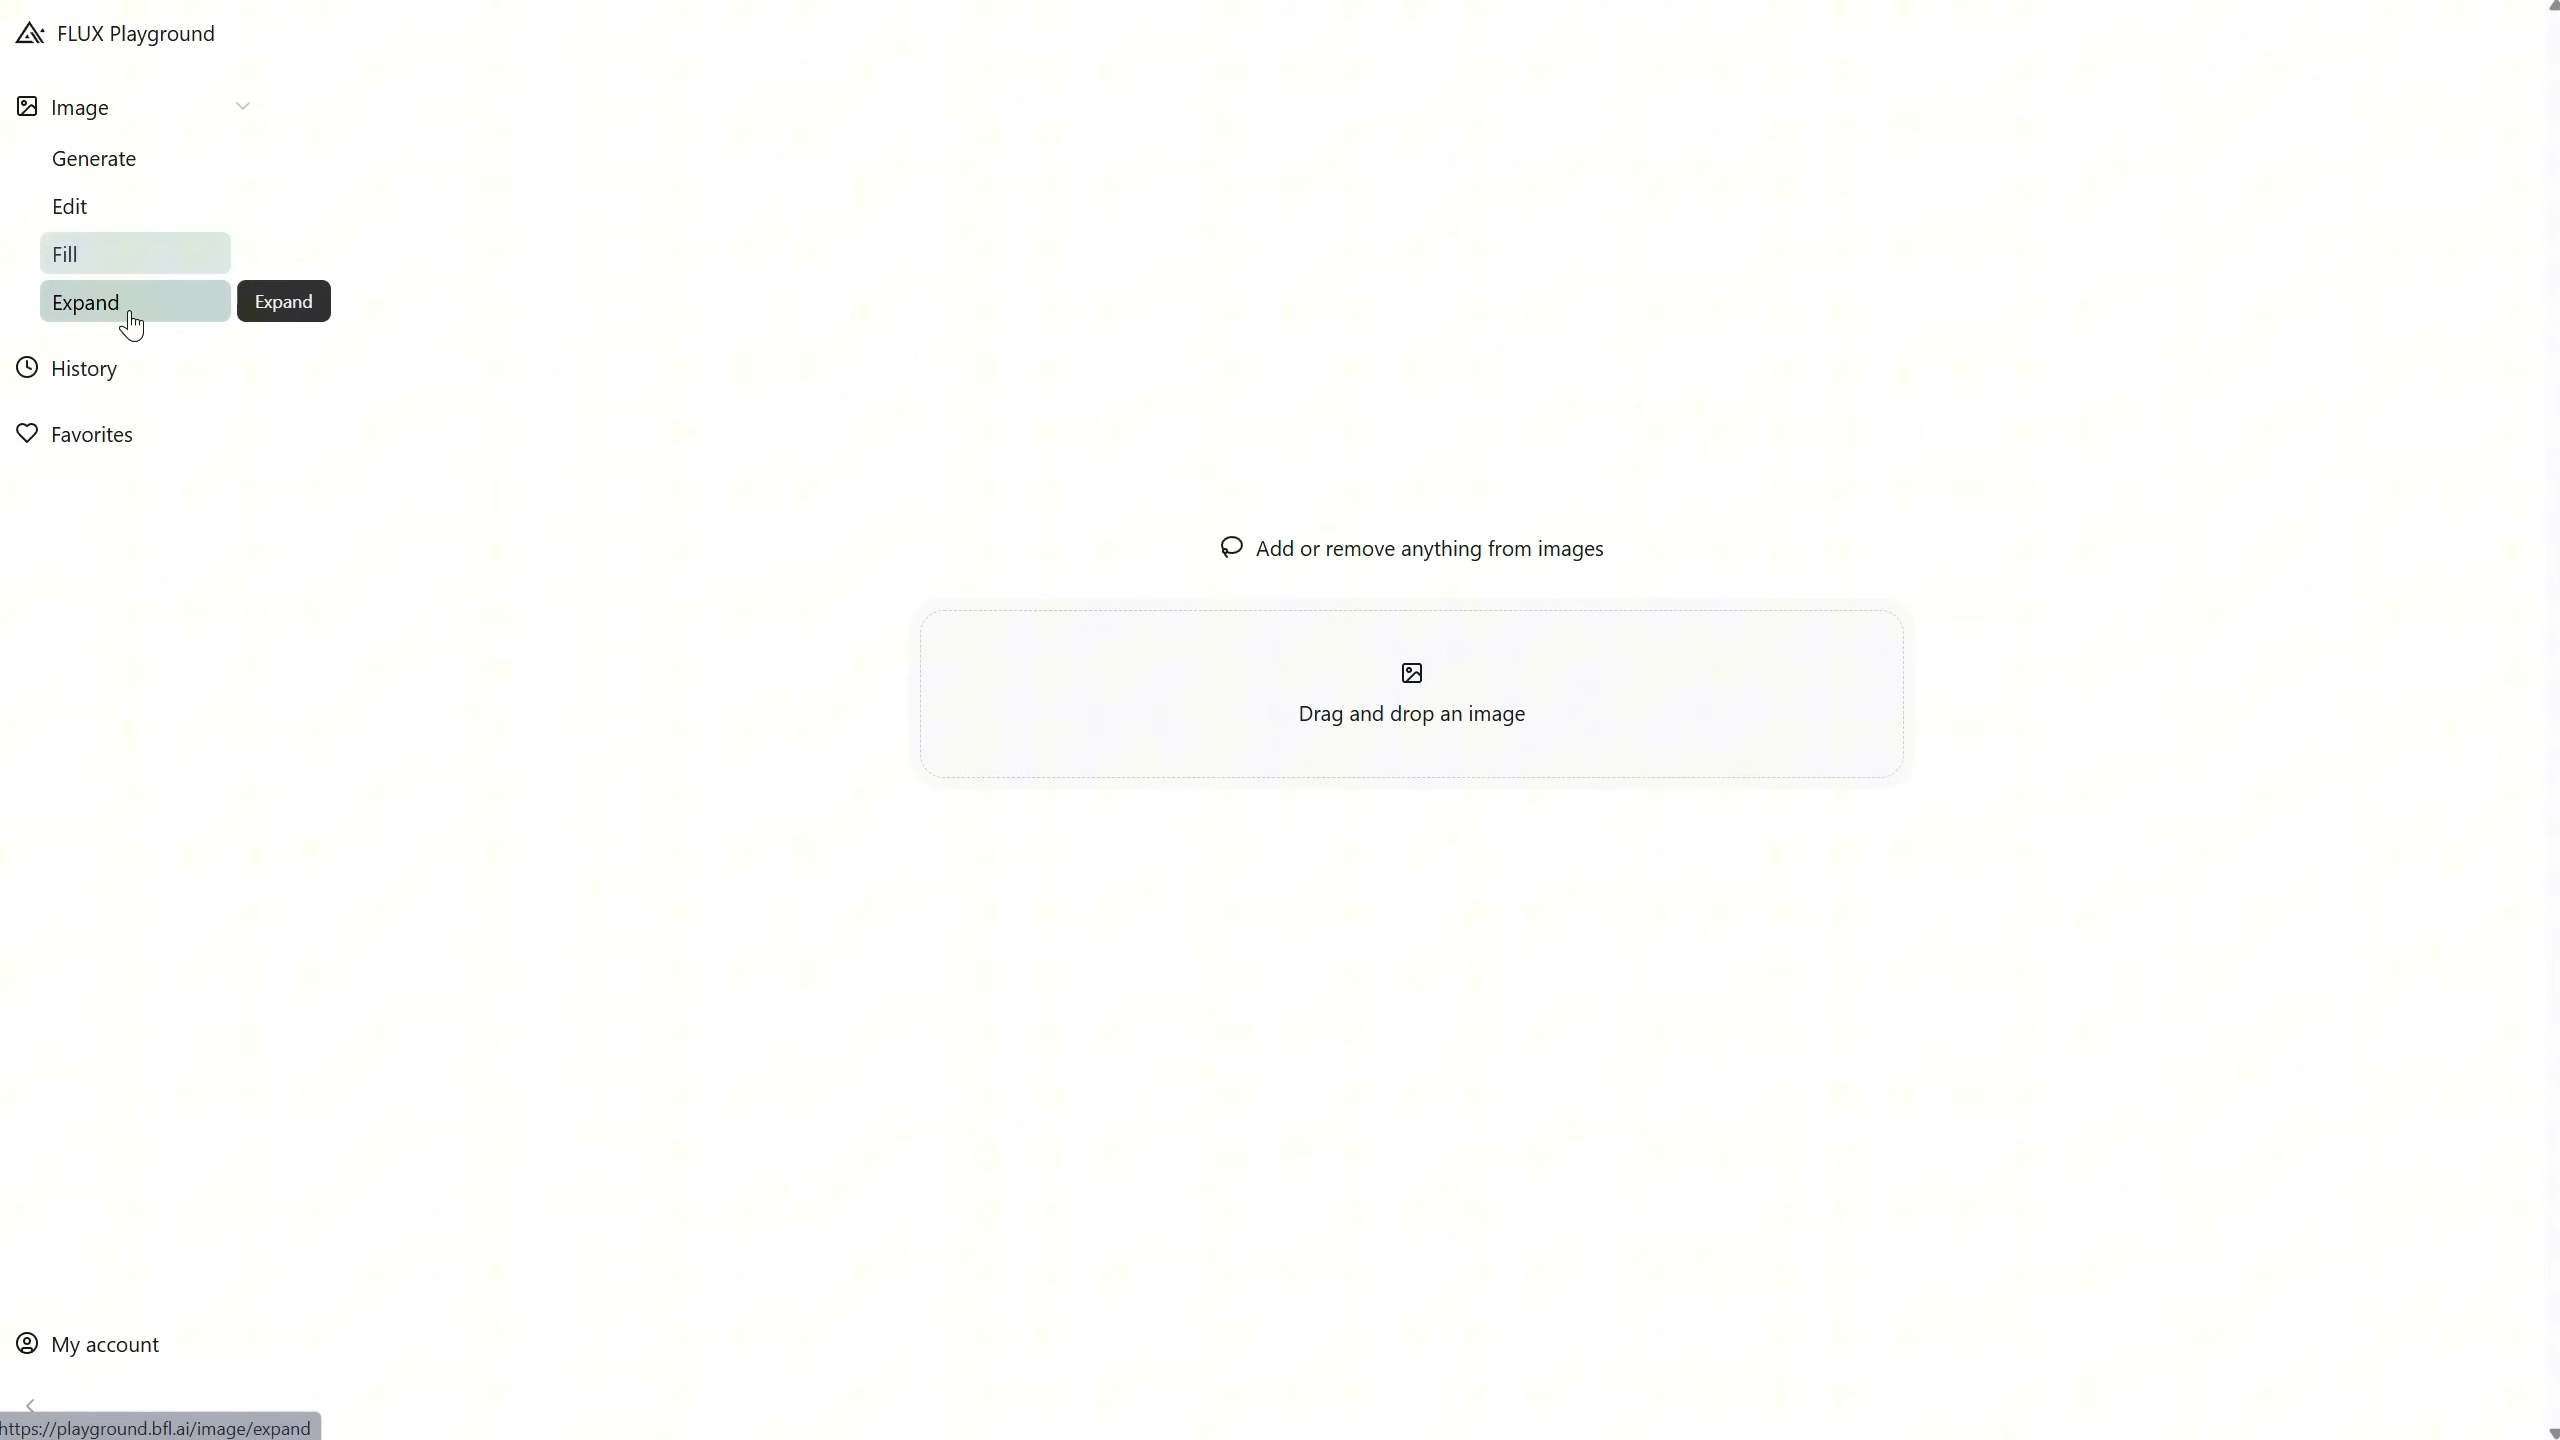 FLUX Playground
Image
Generate
Edit
Fill
Expand
Expand
History
Favorites
Add or remove anything from images
Drag and drop an image
My account
https://playground.bfl.ai/image/expand